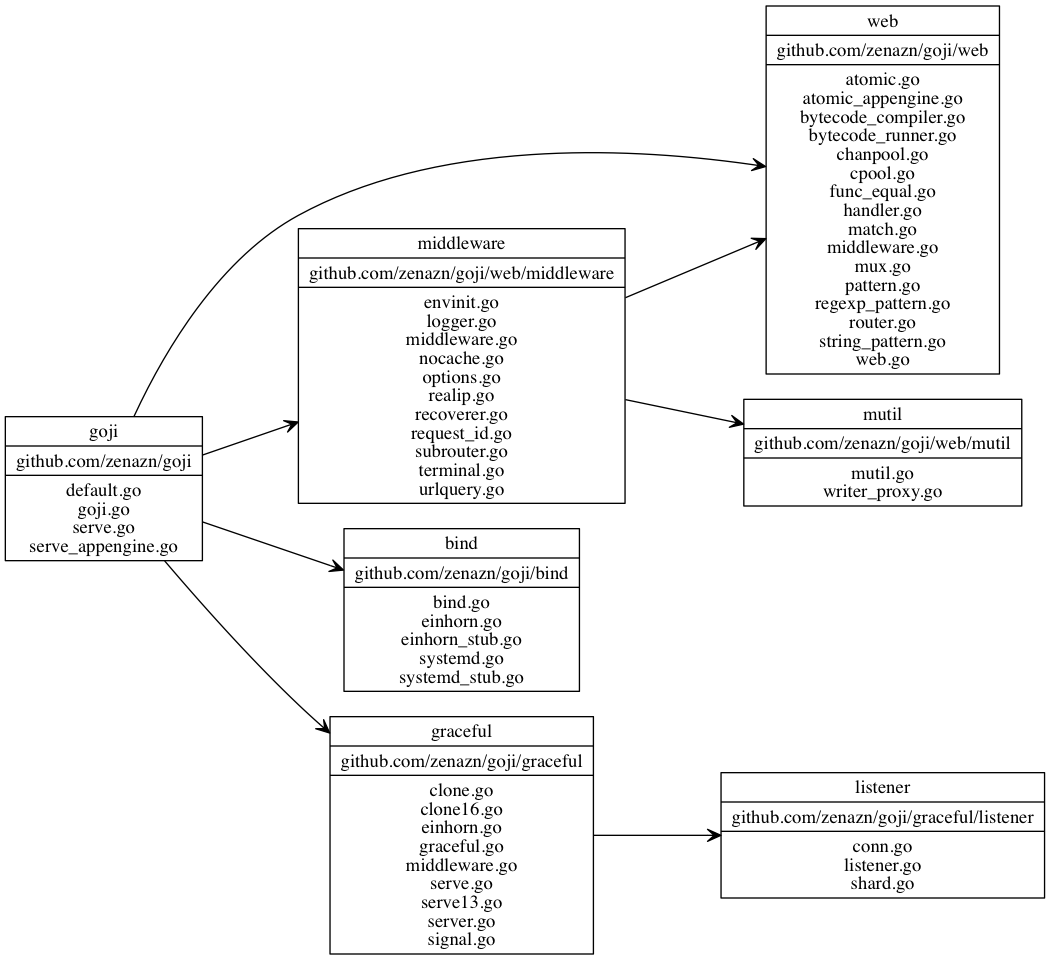 web
github.com/zenazn/goji/web
atomic.go
atomic_appengine.go
bytecode_compiler.go
bytecode_runner.go
chanpool.go
cpool.go
func_equal.go
handler.go
match.go
middleware.go
mux.go
pattern.go
regexp_pattern.go
router.go
string_pattern.go
web.go
middleware
github.com/zenazn/goji/web/middleware
envinit.go
logger.go
middleware.go
nocache.go
options.go
realip.go
recoverer.go
request_id.go
subrouter.go
terminal.go
urlquery.go
mutil
github.com/zenazn/goji/web/mutil
mutil.go
writer_proxy.go
goji
github.com/zenazn/goji
default.go
goji.go
serve.go
serve_appengine.go
bind
github.com/zenazn/goji/bind
bind.go
einhorn.go
einhorn_stub.go
systemd.go
systemd_stub.go
graceful
github.com/zenazn/goji/graceful
clone.go
clone16.go
einhorn.go
graceful.go
middleware.go
serve.go
serve13.go
server.go
signal.go
listener
github.com/zenazn/goji/graceful/listener
conn.go
listener.go
shard.go